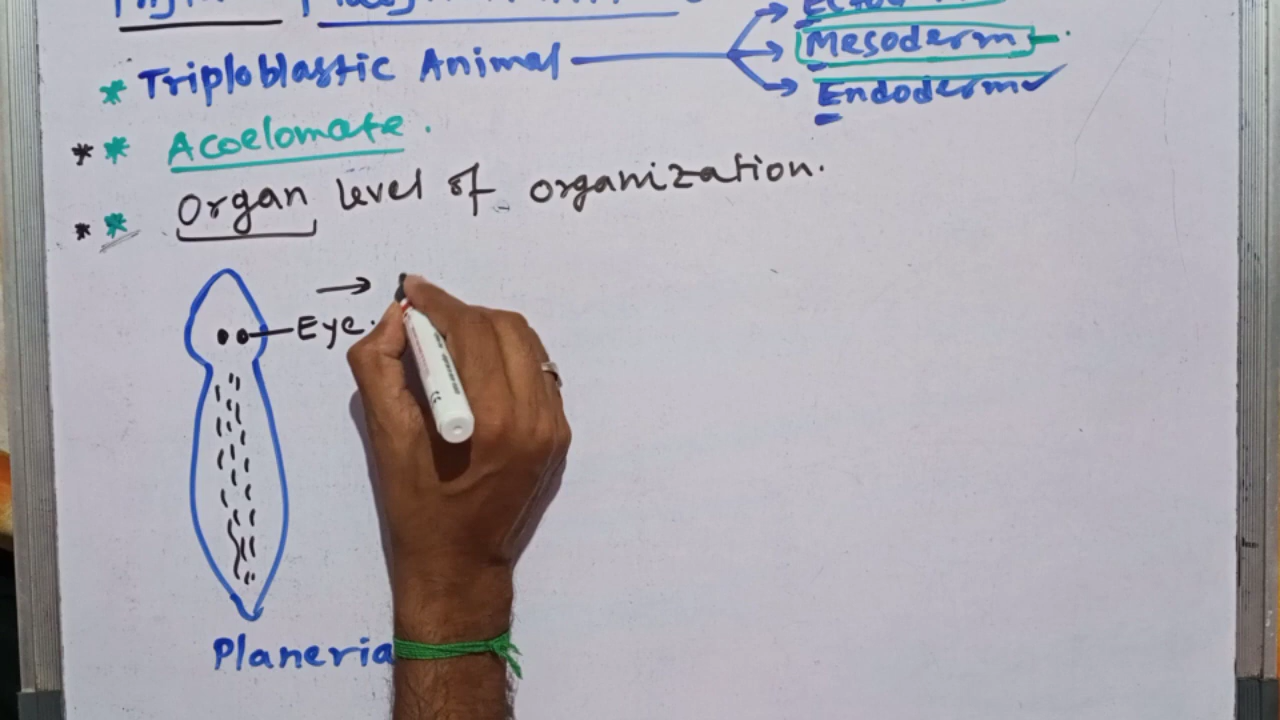 Triploblastic Animal
Mesoderm
Endoderm
* Acoelomate.
** Organ level of organization.
Eye.
Planeria